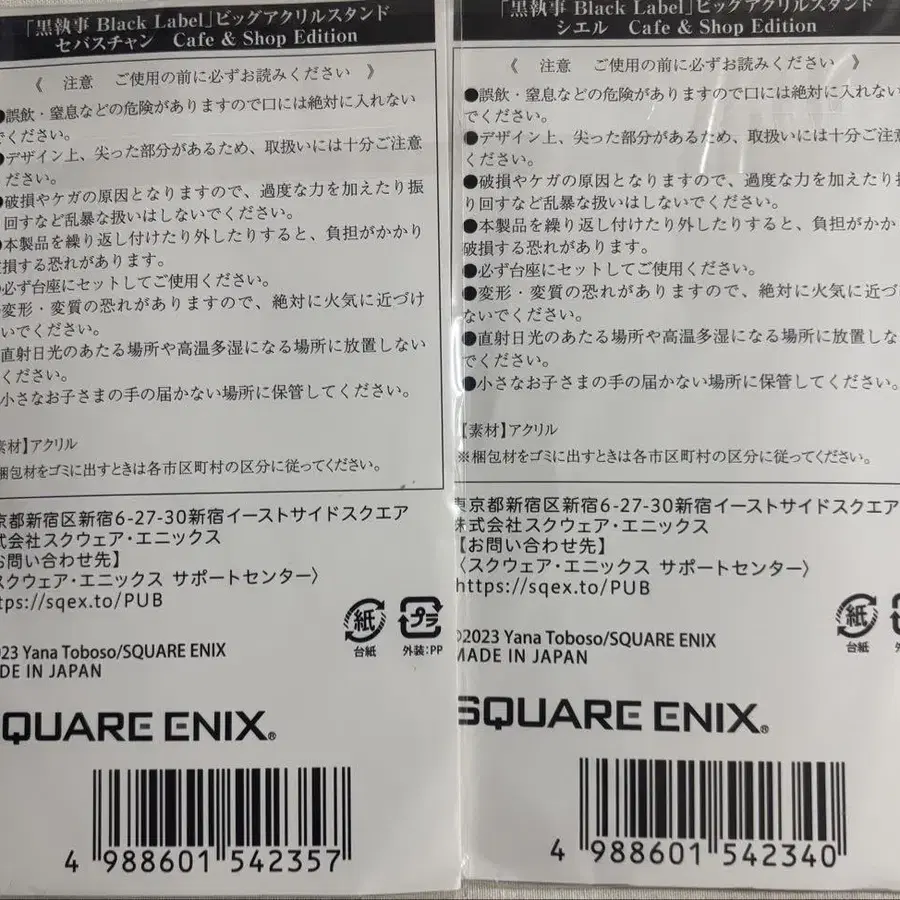 「黒執事 Black Label」ビッグアクリルスタンド
セバスチャン Cafe & Shop Edition
《 注意 ご使用の前に必ずお読みください 》
●誤飲・窒息などの危険がありますので口には絶対に入れない
でください。
●デザイン上、尖った部分があるため、取扱いには十分ご注意
ください。
●破損やケガの原因となりますので、過度な力を加えたり振
回すなど乱暴な扱いはしないでください。
●本製品を繰り返し付けたり外したりすると、負担がかかり
破損する恐れがあります。
●必ず台座にセットしてご使用ください。
変形・変質の恐れがありますので、絶対に火気に近づけ
ないでください。
直射日光のあたる場所や高温多湿になる場所に放置しない
ください。
小さなお子さまの手の届かない場所に保管してください。
素材】アクリル
梱包材をゴミに出すときは各市区町村の区分に従ってください。
京都新宿区新宿6-27-30新宿イーストサイドスクエア
式会社スクウェア・エニックス
お問い合わせ先】
スクウェア・エニックス サポートセンター〉
tps://sqex.to/PUB
紙
台紙
プラ
外装:PP
023 Yana Toboso/SQUARE ENIX
DE IN JAPAN
QUARE ENIX®
4 988601 542357
「黒執事 Black Label」ビッグアクリルスタンド
シエル Cafe & Shop Edition
《 注意 ご使用の前に必ずお読みください 》
●誤飲・窒息などの危険がありますので口には絶対に入れない
でください。
●デザイン上、尖った部分があるため、取扱いには十分ご注意
ください。
●破損やケガの原因となりますので、過度な力を加えたり振
り回すなど乱暴な扱いはしないでください。
●本製品を繰り返し付けたり外したりすると、負担がかか
破損する恐れがあります。
●必ず台座にセットしてご使用ください。
●変形・変質の恐れがありますので、絶対に火気に近づ
ないでください。
●直射日光のあたる場所や高温多湿になる場所に放置しな
でください。
●小さなお子さまの手の届かない場所に保管してください。
【素材】アクリル
※梱包材をゴミに出すときは各市区町村の区分に従ってください。
東京都新宿区新宿6-27-30新宿イーストサイドスクエア
株式会社スクウェア・エニックス
【お問い合わせ先】
〈スクウェア・エニックス サポートセンター〉
https://sqex.to/PUB
紙
台紙
©2023 Yana Toboso/SQUARE ENIX
MADE IN JAPAN
SQUARE ENIX®
4 988601 542340